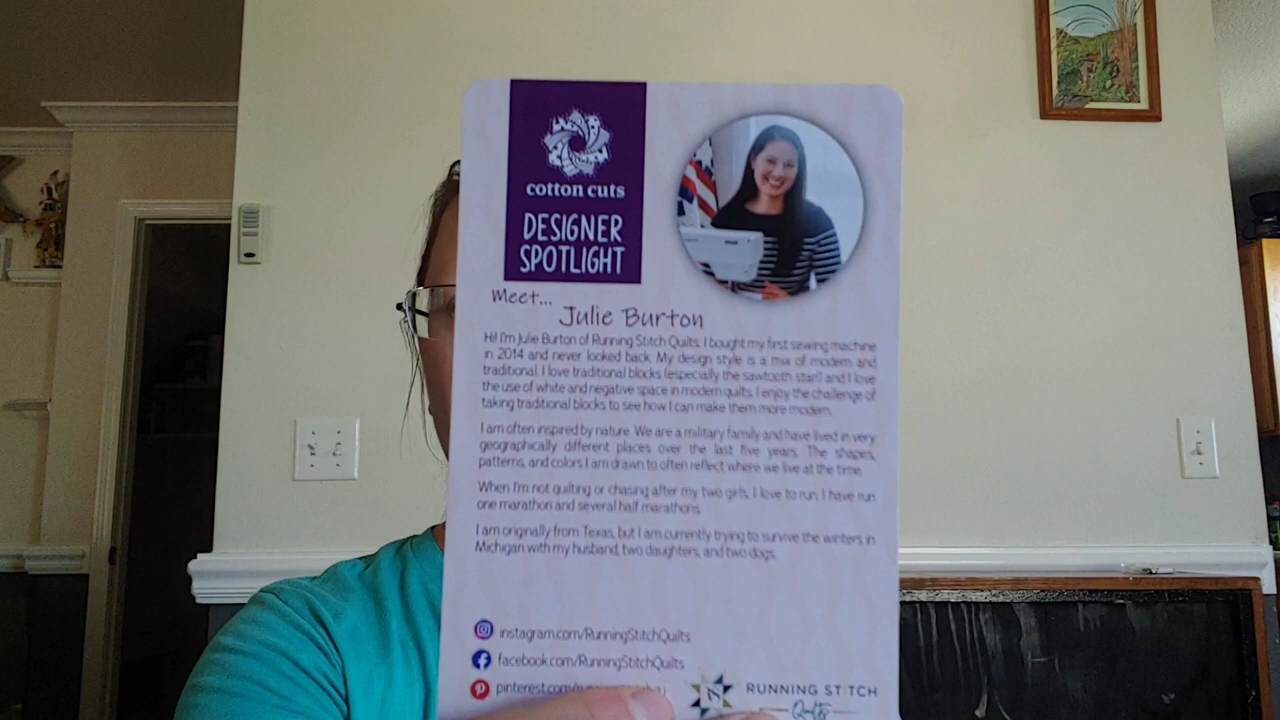 cotton cuts
DESIGNER
SPOTLIGHT
Meet...
Julie Burton
Hi! I'm Julie Burton of Running Stitch Quilts. I bought my first sewing machine
in 2014 and never looked back. My design style is a mix of modern and
traditional. I love traditional blocks (especially the sawtooth star!) and I love
the use of white and negative space in modern quilts. I enjoy the challenge of
taking traditional blocks to see how I can make them more modern.
I am often inspired by nature. We are a military family and have lived in very
geographically different places over the last five years. The shapes,
patterns, and colors I am drawn to often reflect where we live at the time.
When I'm not quilting or chasing after my two girls, I love to run. I have run
one marathon and several half marathons.
I am originally from Texas, but I am currently trying to survive the winters in
Michigan with my husband, two daughters, and two dogs.
instagram.com/RunningStitchQuilts
facebook.com/RunningStitchQuilts
pinterest.com/
RUNNING STITCH
Quilts